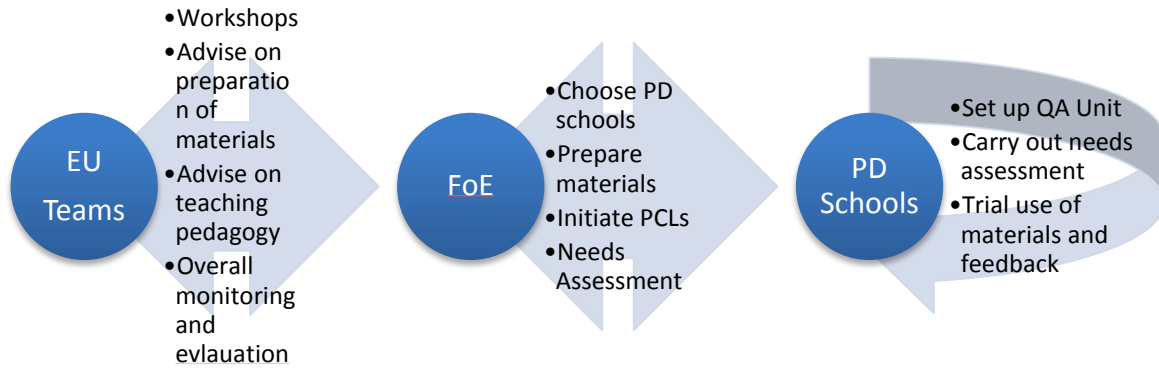 EU
Teams
•Workshops
•Advise on
preparatio
n of
materials
•Advise on
teaching
pedagogy
•Overall
monitoring
and
evlauation
FoE
•Choose PD
schools
•Prepare
materials
•Initiate PCLs
•Needs
Assessment
PD
Schools
•Set up QA Unit
•Carry out needs
assessment
•Trial use of
materials and
feedback